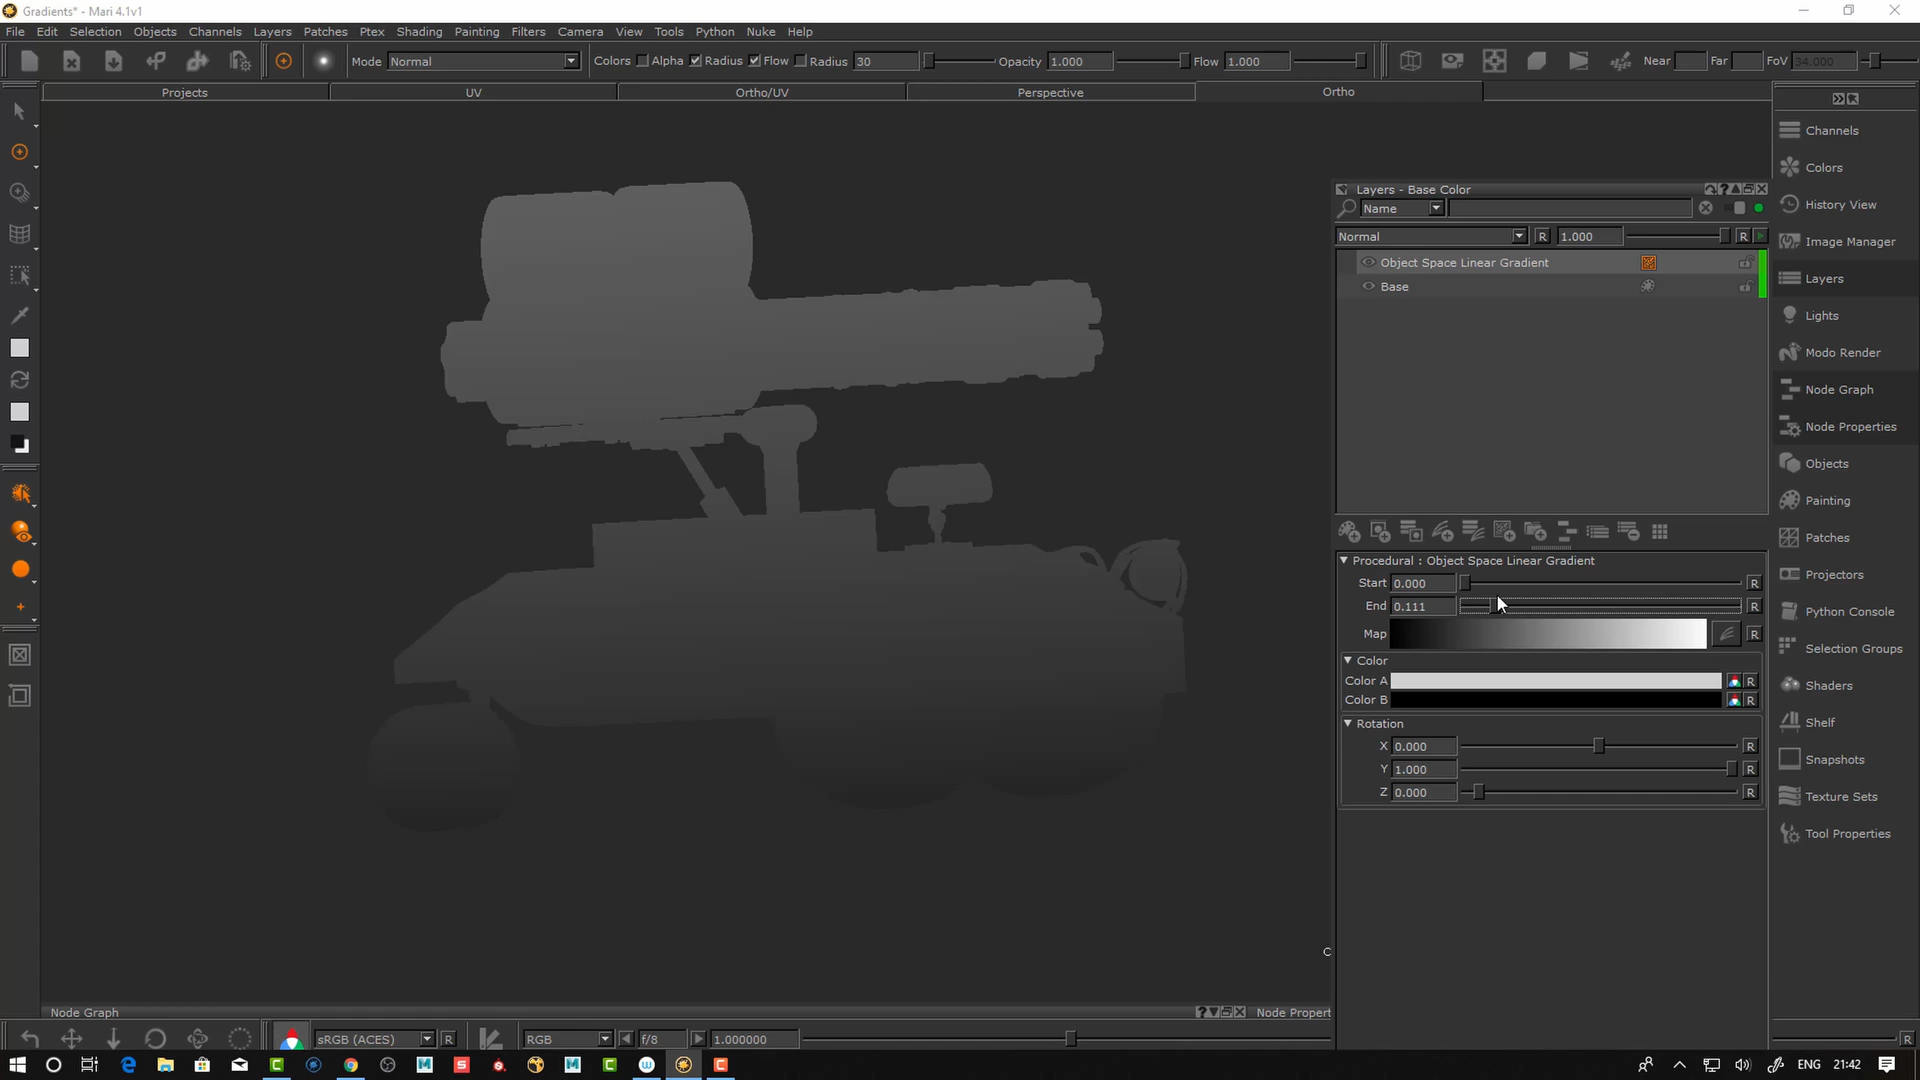 Gradients* - Mari 4.1v1
File Edit Selection Objects Channels Layers Patches Ptex Shading Painting Filters Camera View Tools Python Nuke Help
Mode Normal Colors Alpha Radius Flow Radius 30 Opacity 1.000 Flow 1.000 Near Far FoV 34.000
Projects UV Ortho/UV Perspective Ortho
Layers - Base Color
Name
Normal R 1.000 R
Object Space Linear Gradient
Base
Procedural : Object Space Linear Gradient
Start 0.000 R
End 0.111 R
Map R
Color
Color A R
Color B R
Rotation
X 0.000 R
Y 1.000 R
Z 0.000 R
Channels
Colors
History View
Image Manager
Layers
Lights
Modo Render
Node Graph
Node Properties
Objects
Painting
Patches
Projectors
Python Console
Selection Groups
Shaders
Shelf
Snapshots
Texture Sets
Tool Properties
Node Graph Node Propert
sRGB (ACES) R RGB f/8 1.000000 R
ENG 21:42